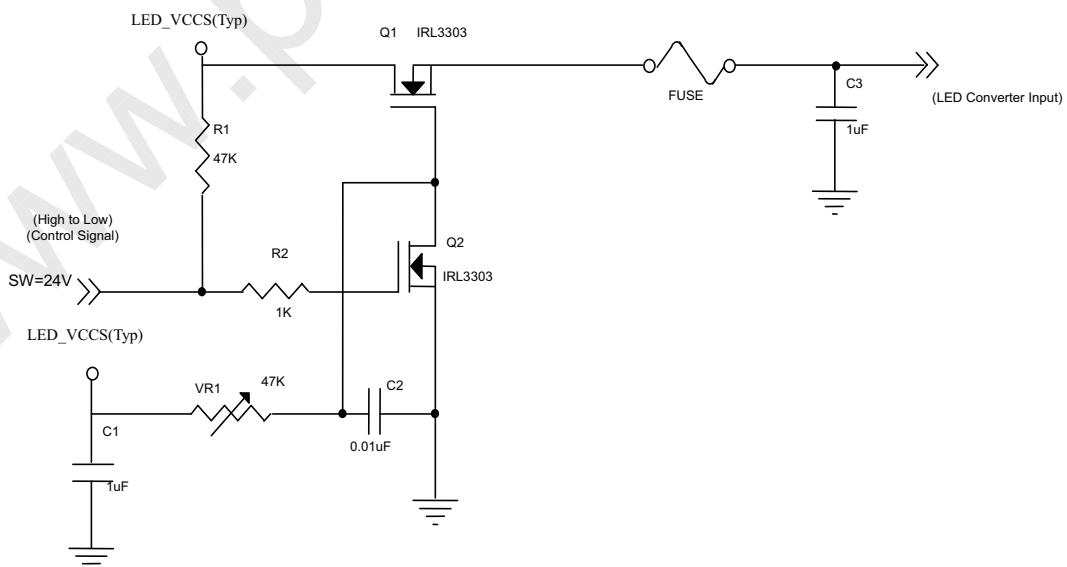 www.p
LED_VCCS(Typ)
Q1 IRL3303
FUSE
C3
1uF
(LED Converter Input)
R1
47K
(High to Low)
(Control Signal)
SW=24V
R2
1K
Q2
IRL3303
LED_VCCS(Typ)
VR1
47K
C2
0.01uF
C1
1uF